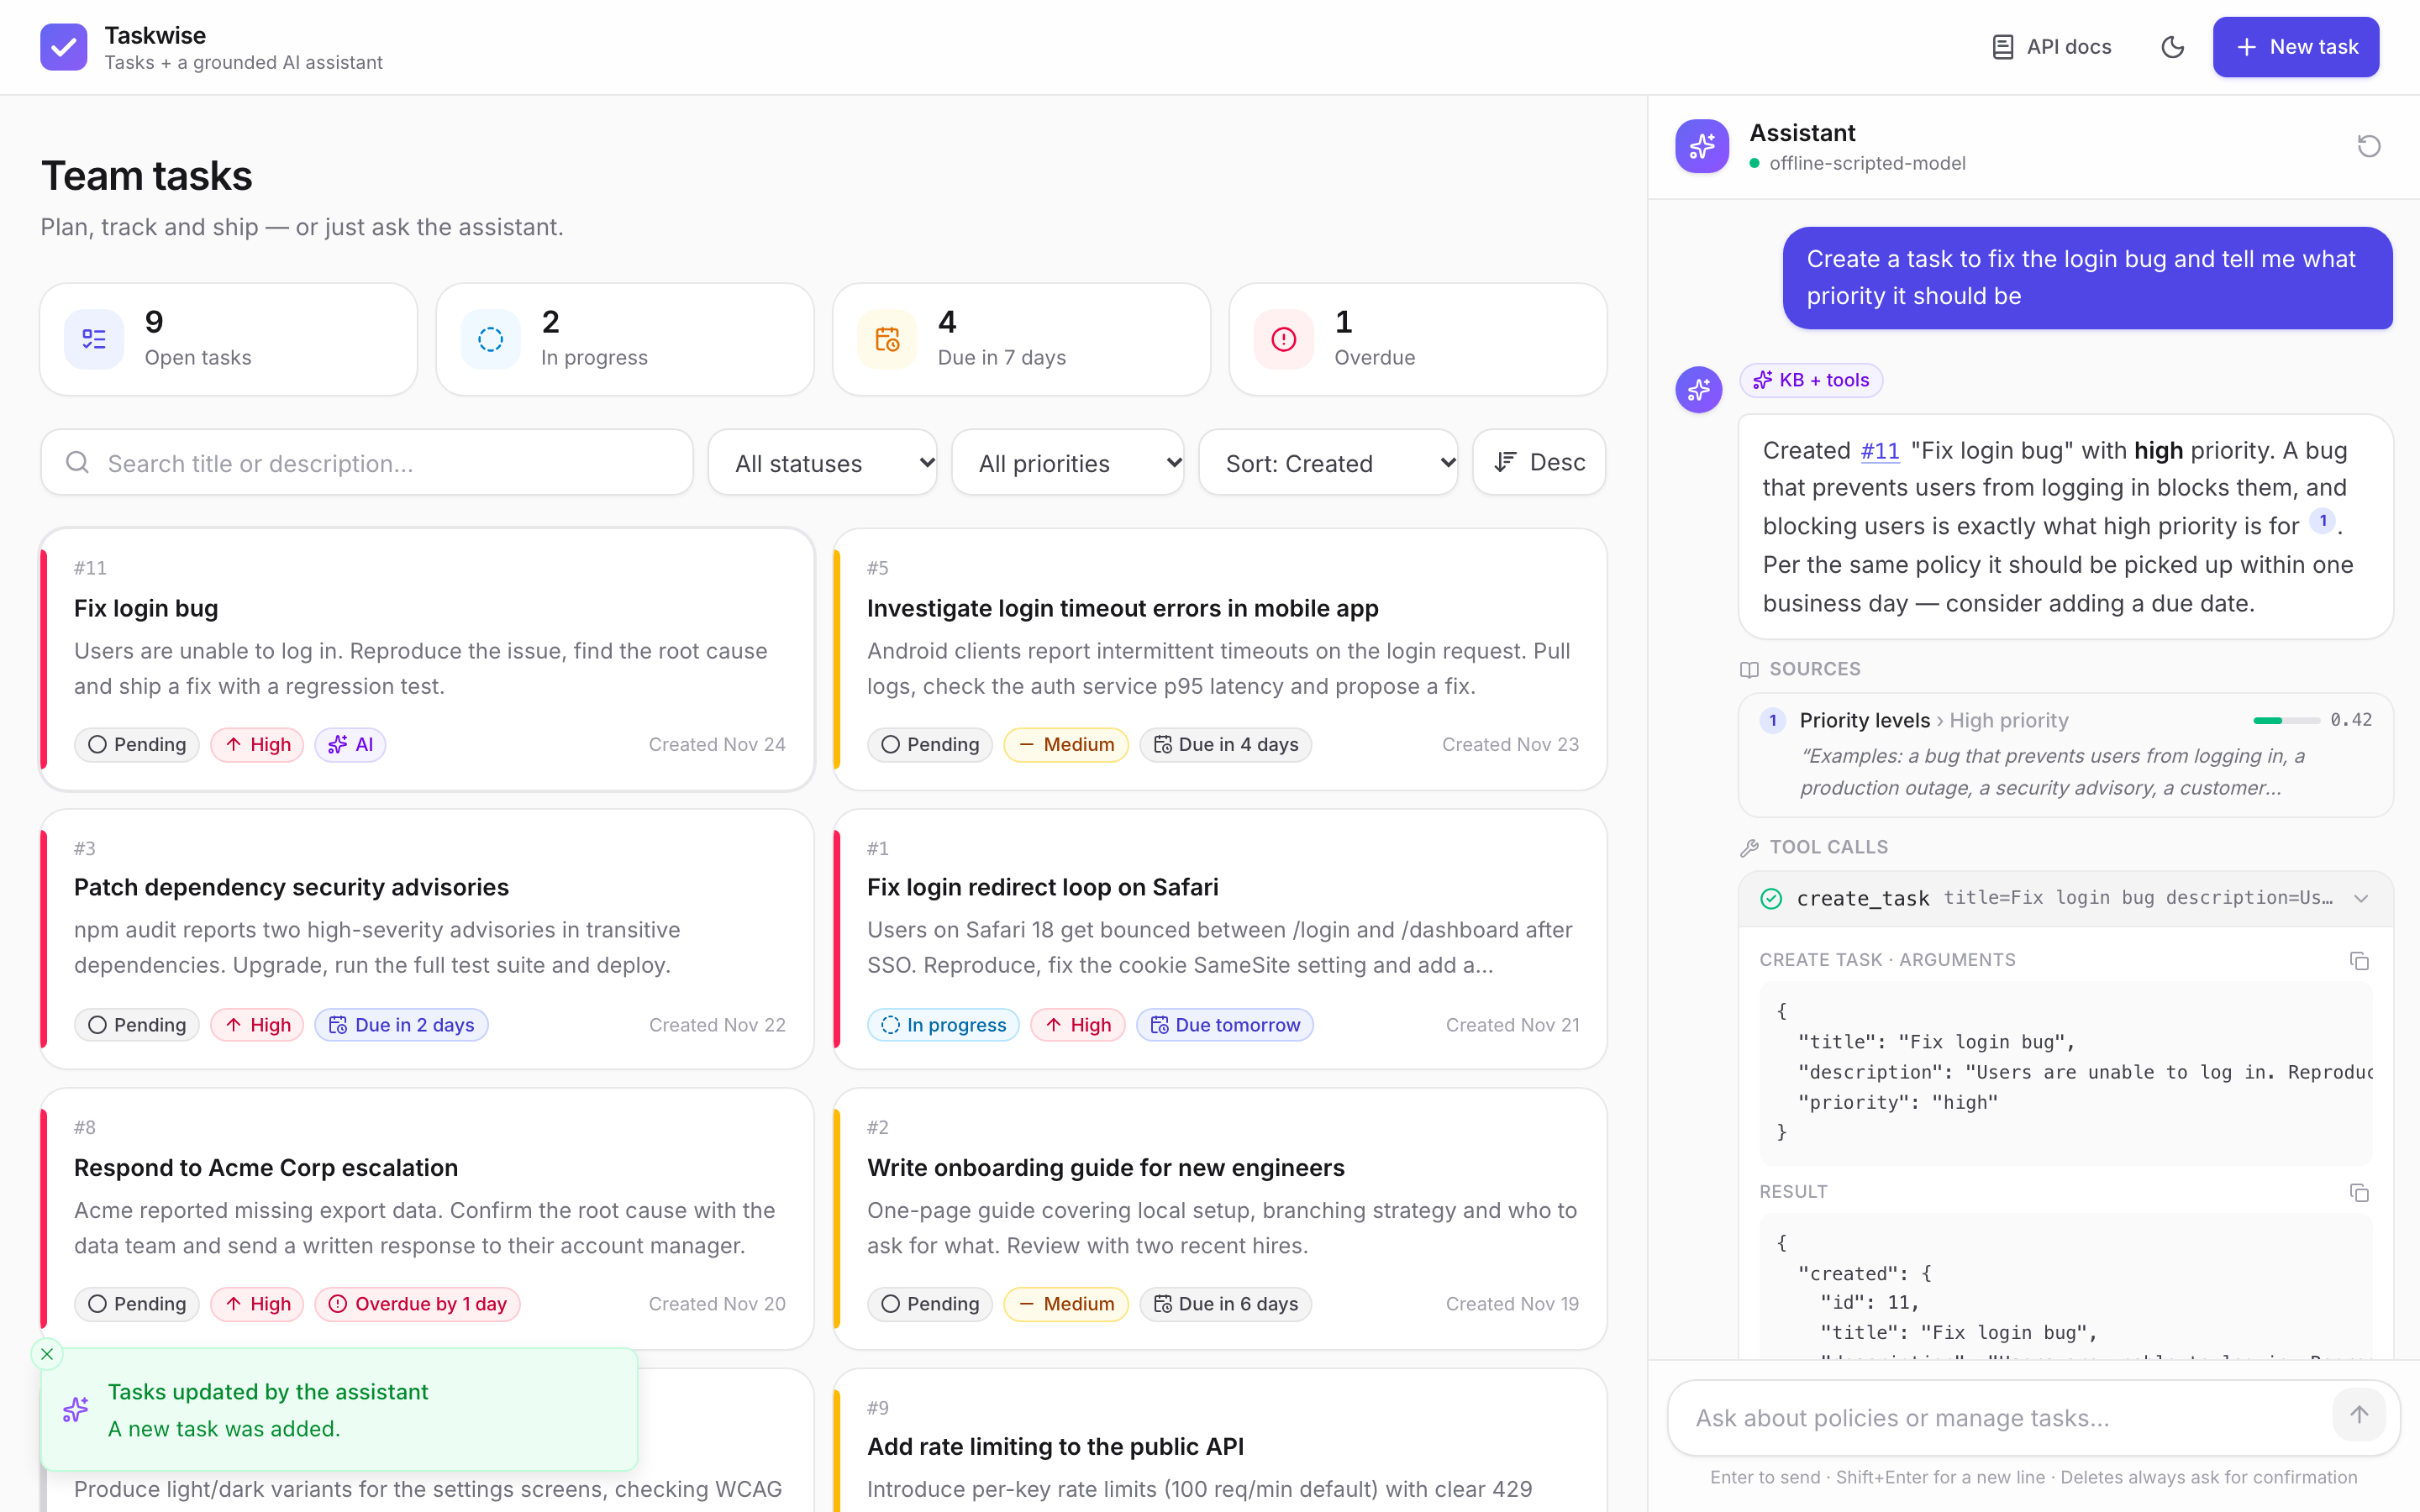 Taskwise
Tasks + a grounded AI assistant
API docs
New task
Team tasks
Plan, track and ship — or just ask the assistant.
9
Open tasks
2
In progress
4
Due in 7 days
1
Overdue
Search title or description...
All statuses
All priorities
Sort: Created
Desc
#11
Fix login bug
Users are unable to log in. Reproduce the issue, find the root cause
and ship a fix with a regression test.
Pending
High
AI
Created Nov 24
#5
Investigate login timeout errors in mobile app
Android clients report intermittent timeouts on the login request. Pull
logs, check the auth service p95 latency and propose a fix.
Pending
Medium
Due in 4 days
Created Nov 23
#3
Patch dependency security advisories
npm audit reports two high-severity advisories in transitive
dependencies. Upgrade, run the full test suite and deploy.
Pending
High
Due in 2 days
Created Nov 22
#1
Fix login redirect loop on Safari
Users on Safari 18 get bounced between /login and /dashboard after
SSO. Reproduce, fix the cookie SameSite setting and add a...
In progress
High
Due tomorrow
Created Nov 21
#8
Respond to Acme Corp escalation
Acme reported missing export data. Confirm the root cause with the
data team and send a written response to their account manager.
Pending
High
Overdue by 1 day
Created Nov 20
#2
Write onboarding guide for new engineers
One-page guide covering local setup, branching strategy and who to
ask for what. Review with two recent hires.
Pending
Medium
Due in 6 days
Created Nov 19
Tasks updated by the assistant
A new task was added.
Produce light/dark variants for the settings screens, checking WCAG
#9
Add rate limiting to the public API
Introduce per-key rate limits (100 req/min default) with clear 429
Assistant
offline-scripted-model
Create a task to fix the login bug and tell me what
priority it should be
KB + tools
Created #11 "Fix login bug" with high priority. A bug
that prevents users from logging in blocks them, and
blocking users is exactly what high priority is for 1.
Per the same policy it should be picked up within one
business day — consider adding a due date.
SOURCES
1 Priority levels › High priority 0.42
“Examples: a bug that prevents users from logging in, a
production outage, a security advisory, a customer...
TOOL CALLS
create_task title=Fix login bug description=Us…
CREATE TASK · ARGUMENTS
{
"title": "Fix login bug",
"description": "Users are unable to log in. Reproduc
"priority": "high"
}
RESULT
{
"created": {
"id": 11,
"title": "Fix login bug",
Ask about policies or manage tasks...
Enter to send · Shift+Enter for a new line · Deletes always ask for confirmation